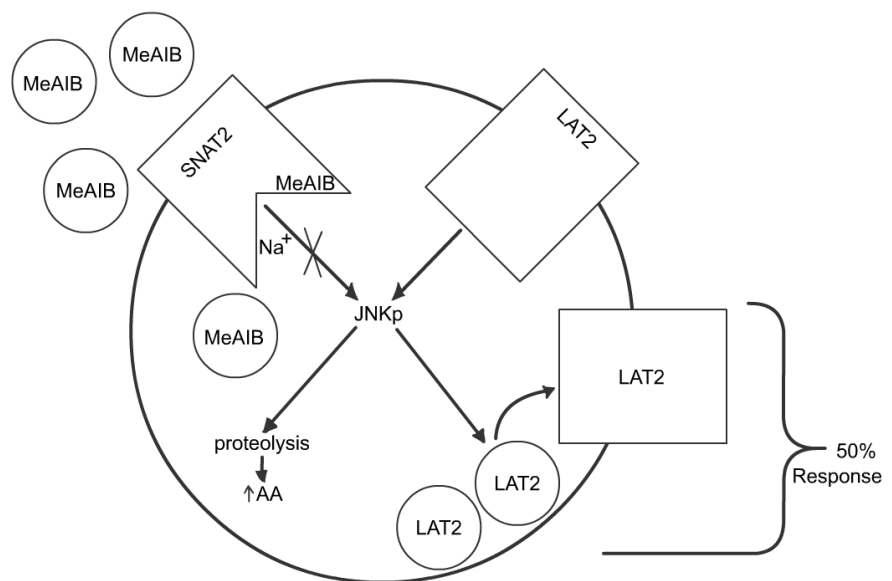 MeAIB
MeAIB
MeAIB
SNAT2
MeAIB
Na+
LAT2
JNKp
MeAIB
LAT2
proteolysis
↑AA
LAT2
LAT2
50%
Response